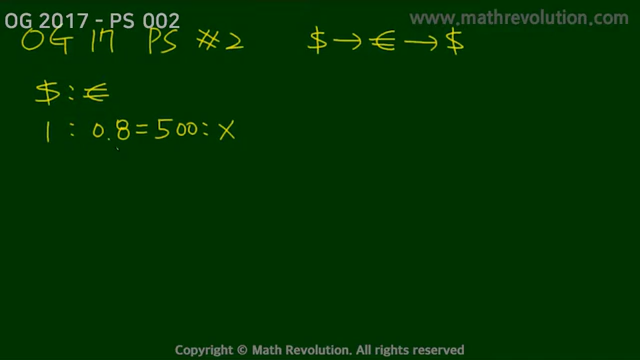 OG 2017 - PS 002
www.mathrevolution.com
OG 17 PS #2
$ → € → $
$ : €
1 : 0.8 = 500 : x
Copyright © Math Revolution. All rights reserved